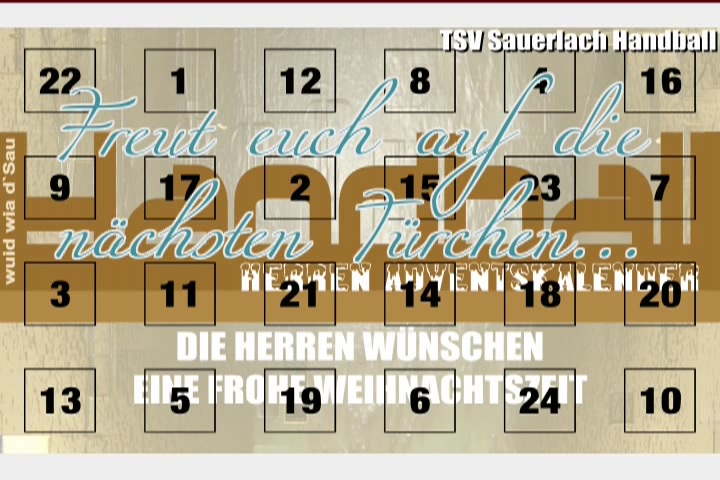 TSV Sauerlach Handball
22 1 12 8 4 16
Freut euch auf die
9 17 2 15 23 7
Handball
nächsten Türchen...
wuid wia d`Sau
HERREN ADVENTSKALENDER
3 11 21 14 18 20
DIE HERREN WÜNSCHEN
EINE FROHE WEIHNACHTSZEIT
13 5 19 6 24 10